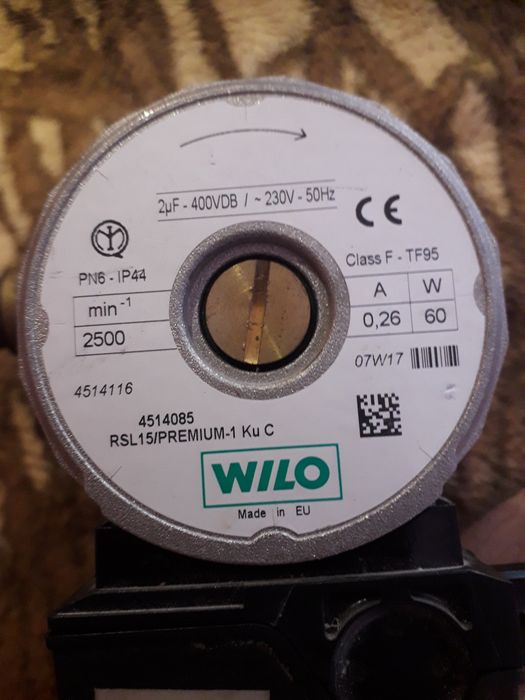 2µF - 400VDB / ~ 230V - 50Hz
CE
PN6 - IP44
Class F - TF95
min -1
2500
A W
0,26 60
4514116
07W17
4514085
RSL15/PREMIUM-1 Ku C
WILO
Made in EU